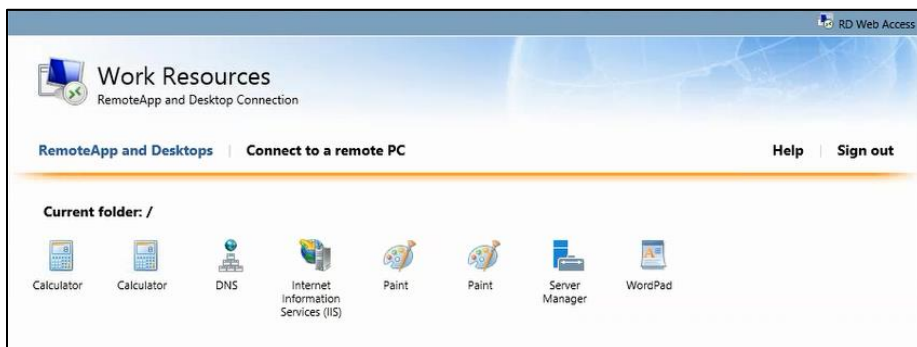 RD Web Access
Work Resources
RemoteApp and Desktop Connection
RemoteApp and Desktops | Connect to a remote PC
Help | Sign out
Current folder: /
Calculator
Calculator
DNS
Internet
Information
Services (IIS)
Paint
Paint
Server
Manager
WordPad